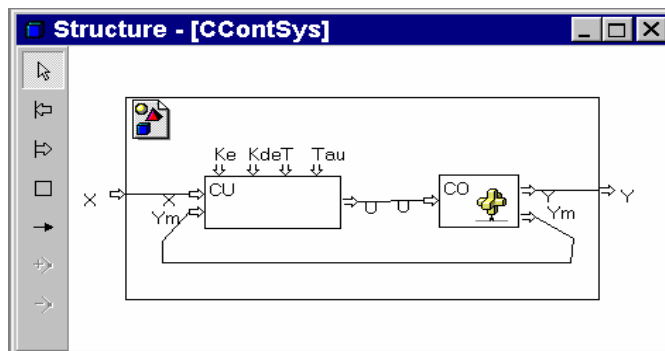 Structure - [CContSys]
Ke KdeT Tau
X X CU U U CO Y Y
Ym Ym